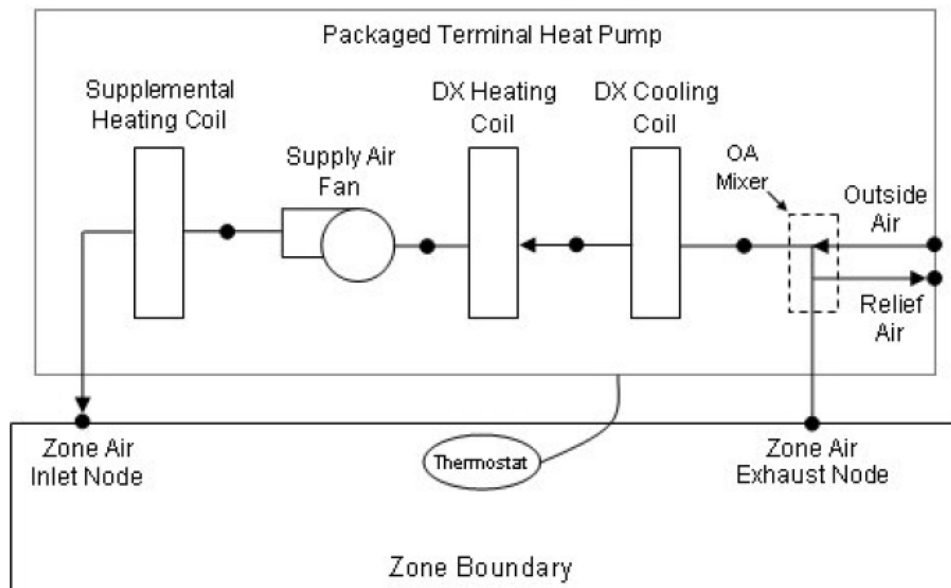 Packaged Terminal Heat Pump
Supplemental
Heating Coil
Supply Air
Fan
DX Heating
Coil
DX Cooling
Coil
OA
Mixer
Outside
Air
Relief
Air
Zone Air
Inlet Node
Thermostat
Zone Air
Exhaust Node
Zone Boundary